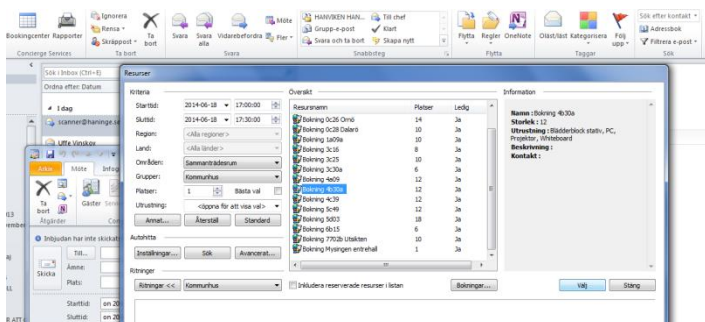 Bookingcenter Rapporter
Ignorera
Rensa
Skräppost
Ta bort
Svara
Svara alla
Vidarebefordra
Möte
Fler
HANVIKEN HAN...
Grupp-e-post
Svara och ta bort
Till chef
Klart
Skapa nytt
Flytta
Regler
OneNote
Oläst/läst
Kategorisera
Följ upp
Sök efter kontakt
Adressbok
Filtrera e-post
Concierge Services
Ta bort
Svara
Snabbsteg
Flytta
Taggar
Sök
Sök i Inbox (Ctrl+E)
Ordna efter: Datum
I dag
scanner@haninge.se
Uffe Vinskov
Arkiv
Möte
Infoga
Ta bort
Gäster
Åtgärder
Inbjudan har inte skickats
Skicka
Till...
Ämne:
Plats:
Starttid:
on 20
Sluttid:
on 20
Resurser
Kriteria
Starttid:
2014-06-18
17:00:00
Sluttid:
2014-06-18
17:30:00
Region:
<Alla regioner>
Land:
<Alla länder>
Områden:
Sammanträdesrum
Grupper:
Kommunhus
Platser:
1
Bästa val
Utrustning:
<öppna för att visa val>
Annat...
Återställ
Standard
Autohitta
Inställningar...
Sök
Avancerat...
Ritninger
Ritningar <<
Kommunhus
Översikt
Resursnamn Platser Ledig
Bokning 0c26 Ornö 14 Ja
Bokning 0c28 Dalarö 10 Ja
Bokning 1a09a 10 Ja
Bokning 3c16 8 Ja
Bokning 3c25 10 Ja
Bokning 3c30a 6 Ja
Bokning 4a09 12 Ja
Bokning 4b30a 12 Ja
Bokning 4c39 12 Ja
Bokning 5c49 12 Ja
Bokning 5d03 18 Ja
Bokning 6b15 6 Ja
Bokning 7702b Utsikten 10 Ja
Bokning Mysingen entrehall 1 Ja
Inkludera reserverade resurser i listan
Bokningar...
Information
Namn :Bokning 4b30a
Storlek : 12
Utrustning : Blädderblock stativ, PC,
Projektor, Whiteboard
Beskrivning :
Kontakt :
Välj
Stäng